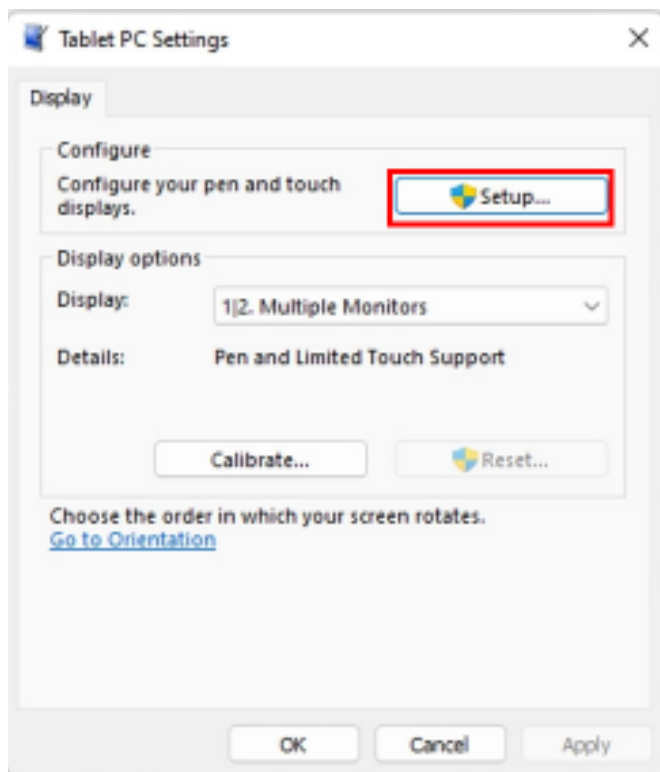 Tablet PC Settings
Display
Configure
Configure your pen and touch
displays.
Setup...
Display options
Display:
1|2. Multiple Monitors
Details:
Pen and Limited Touch Support
Calibrate...
Reset...
Choose the order in which your screen rotates.
Go to Orientation
OK
Cancel
Apply